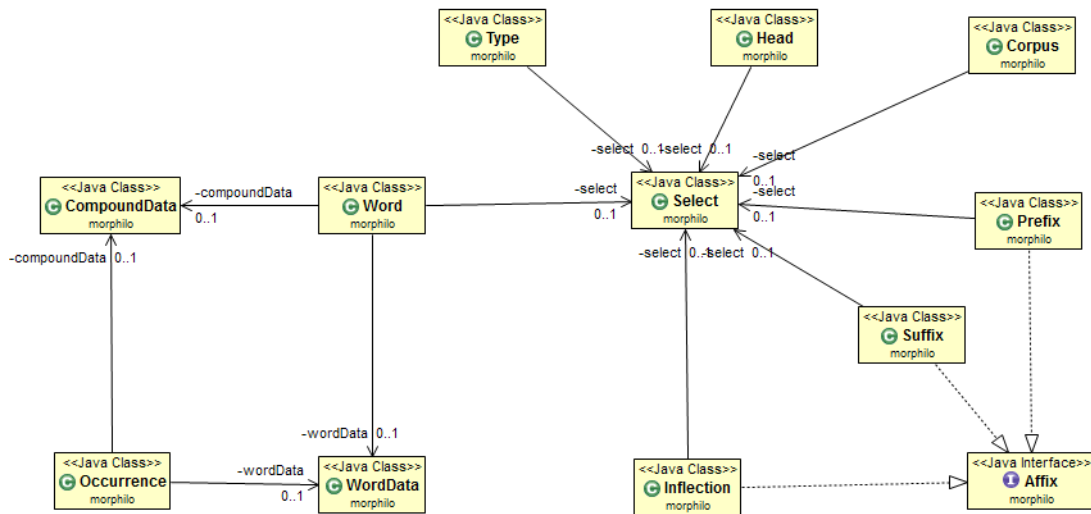 <<Java Class>>
Type
morphilo
<<Java Class>>
Head
morphilo
<<Java Class>>
Corpus
morphilo
-select 0..1
-select 0..1
-select
0..1
<<Java Class>>
CompoundData
morphilo
-compoundData
0..1
<<Java Class>>
Word
morphilo
-select
0..1
<<Java Class>>
Select
morphilo
-select
0..1
<<Java Class>>
Prefix
morphilo
-compoundData 0..1
-select 0..1
-select 0..1
<<Java Class>>
Suffix
morphilo
-wordData 0..1
<<Java Class>>
Occurrence
morphilo
-wordData
0..1
<<Java Class>>
WordData
morphilo
<<Java Class>>
Inflection
morphilo
<<Java Interface>>
Affix
morphilo